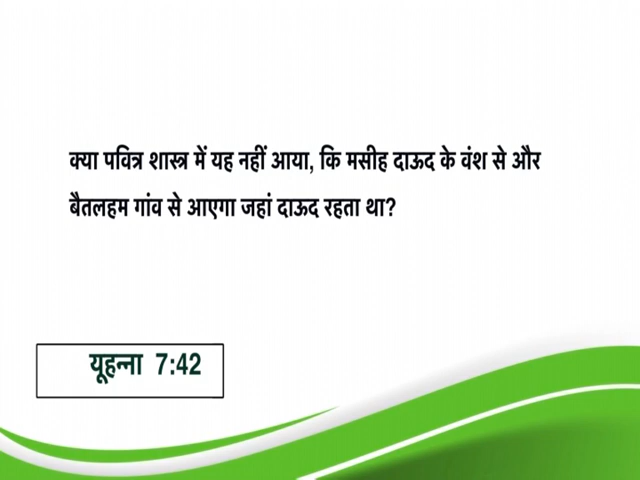 क्या पवित्र शास्त्र में यह नहीं आया, कि मसीह दाऊद के वंश से और
बैतलहम गांव से आएगा जहां दाऊद रहता था?
यूहन्ना 7:42